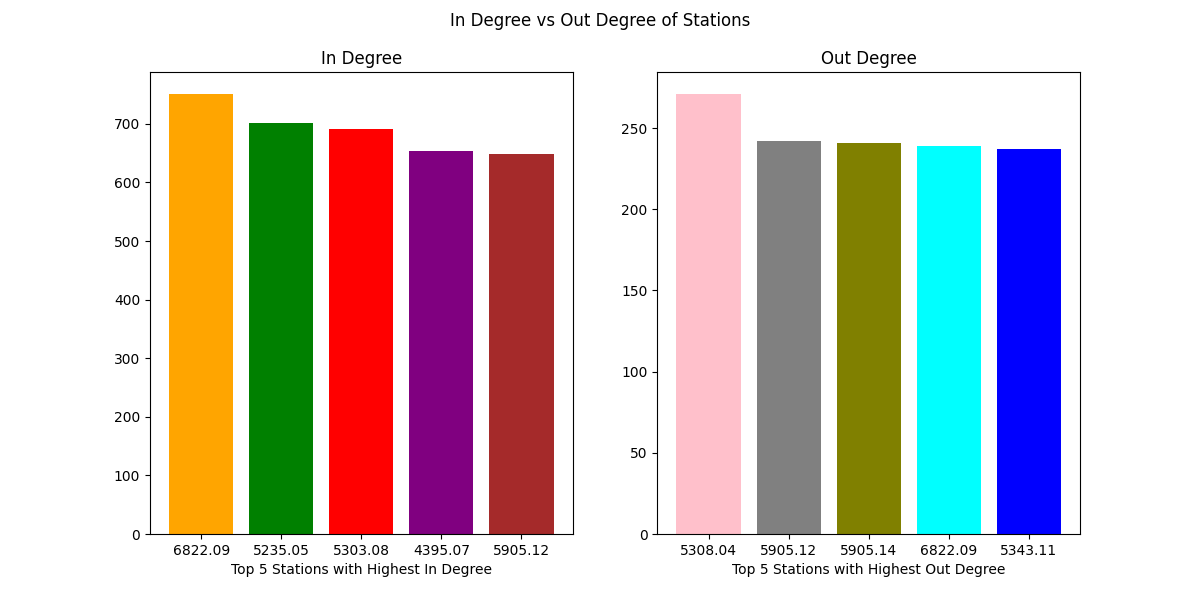 In Degree vs Out Degree of Stations
In Degree
700
600
500
400
300
200
100
0
6822.09 5235.05 5303.08 4395.07 5905.12
Top 5 Stations with Highest In Degree
Out Degree
250
200
150
100
50
0
5308.04 5905.12 5905.14 6822.09 5343.11
Top 5 Stations with Highest Out Degree